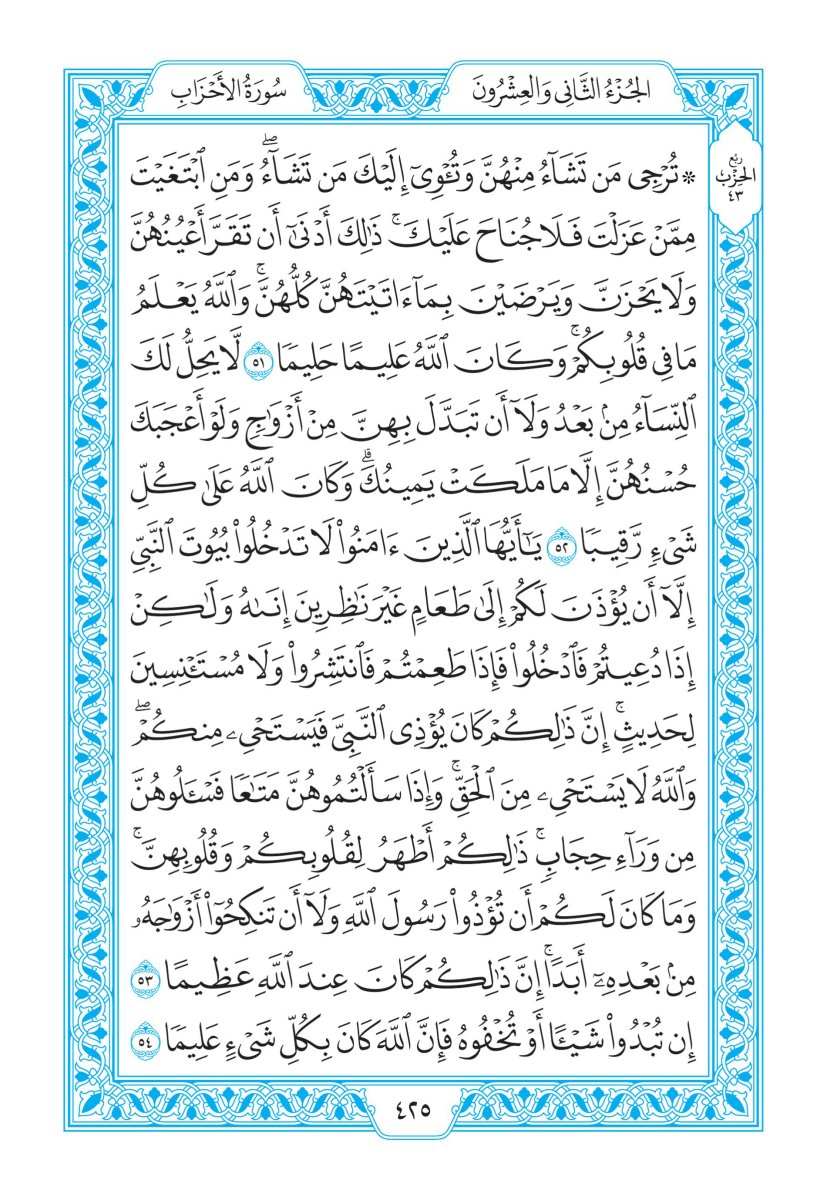 الجُزْءُ الثَّانِي وَالعِشْرُونَ
سُورَةُ الأَحْزَابِ
رُبْع
الحِزْب
٤٣
* تُرْجِي مَن تَشَآءُ مِنْهُنَّ وَتُـْٔوِيٓ إِلَيْكَ مَن تَشَآءُۖ وَمَنِ ٱبْتَغَيْتَ
مِمَّنْ عَزَلْتَ فَلَا جُنَاحَ عَلَيْكَۚ ذَٰلِكَ أَدْنَىٰٓ أَن تَقَرَّ أَعْيُنُهُنَّ
وَلَا يَحْزَنَّ وَيَرْضَيْنَ بِمَآ ءَاتَيْتَهُنَّ كُلُّهُنَّۚ وَٱللَّهُ يَعْلَمُ
مَا فِي قُلُوبِكُمْۚ وَكَانَ ٱللَّهُ عَلِيمًا حَلِيمًا ٥١ لَّا يَحِلُّ لَكَ
ٱلنِّسَآءُ مِنۢ بَعْدُ وَلَآ أَن تَبَدَّلَ بِهِنَّ مِنْ أَزْوَٰجٍ وَلَوْ أَعْجَبَكَ
حُسْنُهُنَّ إِلَّا مَا مَلَكَتْ يَمِينُكَۗ وَكَانَ ٱللَّهُ عَلَىٰ كُلِّ
شَيْءٍ رَّقِيبًا ٥٢ يَٰٓأَيُّهَا ٱلَّذِينَ ءَامَنُوا۟ لَا تَدْخُلُوا۟ بُيُوتَ ٱلنَّبِيِّ
إِلَّآ أَن يُؤْذَنَ لَكُمْ إِلَىٰ طَعَامٍ غَيْرَ نَٰظِرِينَ إِنَىٰهُ وَلَٰكِنْ
إِذَا دُعِيتُمْ فَٱدْخُلُوا۟ فَإِذَا طَعِمْتُمْ فَٱنتَشِرُوا۟ وَلَا مُسْتَـْٔنِسِينَ
لِحَدِيثٍۚ إِنَّ ذَٰلِكُمْ كَانَ يُؤْذِي ٱلنَّبِيَّ فَيَسْتَحْيِۦ مِنكُمْۖ
وَٱللَّهُ لَا يَسْتَحْيِۦ مِنَ ٱلْحَقِّۚ وَإِذَا سَأَلْتُمُوهُنَّ مَتَٰعًا فَسْـَٔلُوهُنَّ
مِن وَرَآءِ حِجَابٍۚ ذَٰلِكُمْ أَطْهَرُ لِقُلُوبِكُمْ وَقُلُوبِهِنَّۚ
وَمَا كَانَ لَكُمْ أَن تُؤْذُوا۟ رَسُولَ ٱللَّهِ وَلَآ أَن تَنكِحُوٓا۟ أَزْوَٰجَهُۥ
مِنۢ بَعْدِهِۦٓ أَبَدًاۚ إِنَّ ذَٰلِكُمْ كَانَ عِندَ ٱللَّهِ عَظِيمًا ٥٣
إِن تُبْدُوا۟ شَيْـًٔا أَوْ تُخْفُوهُ فَإِنَّ ٱللَّهَ كَانَ بِكُلِّ شَيْءٍ عَلِيمًا ٥٤
٤٢٥